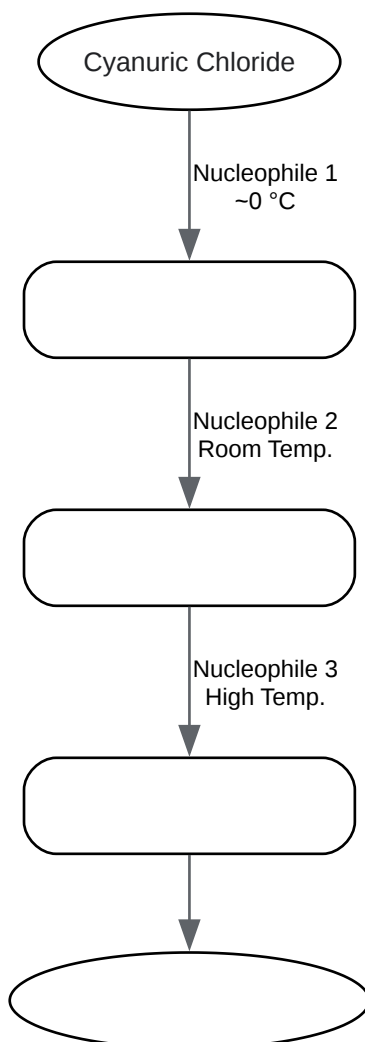 Cyanuric Chloride
Nucleophile 1
~0 °C
Nucleophile 2
Room Temp.
Nucleophile 3
High Temp.